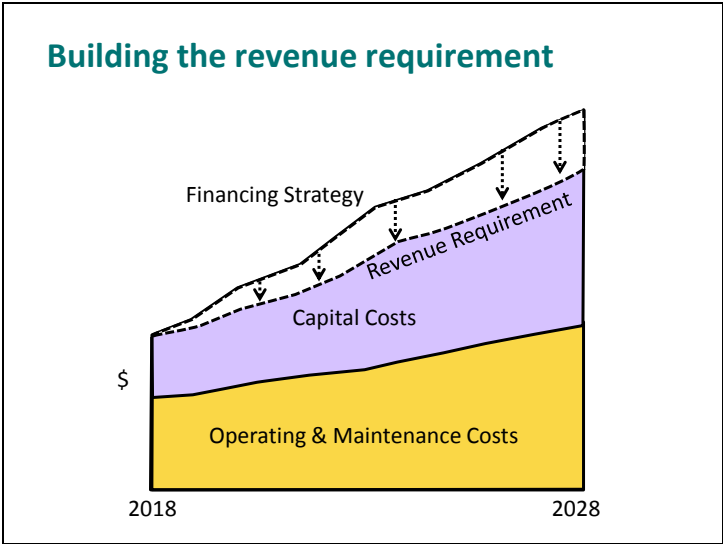 Building the revenue requirement
Financing Strategy
Revenue Requirement
Capital Costs
$
Operating & Maintenance Costs
2018
2028